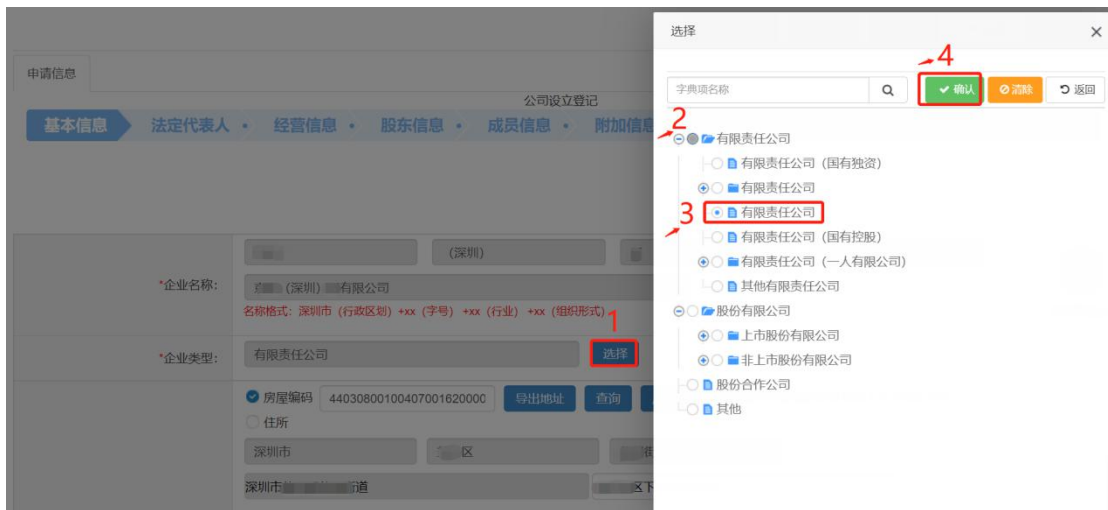 选择
4
申请信息
字典项名称
确认
清除
返回
公司设立登记
基本信息
法定代表人
经营信息
股东信息
成员信息
附加信息
2
有限责任公司
有限责任公司（国有独资）
有限责任公司
3
有限责任公司
有限责任公司（国有控股）
有限责任公司（一人有限公司）
其他有限责任公司
股份有限公司
上市股份有限公司
非上市股份有限公司
股份合作公司
其他
(深圳)
*企业名称:
（深圳）
有限公司
名称格式：深圳市（行政区划）+xx（字号）+xx（行业）+xx（组织形式）
1
*企业类型:
有限责任公司
选择
房屋编码
44030800100407001620000
导出地址
查询
住所
深圳市
区
深圳市
街道
区下